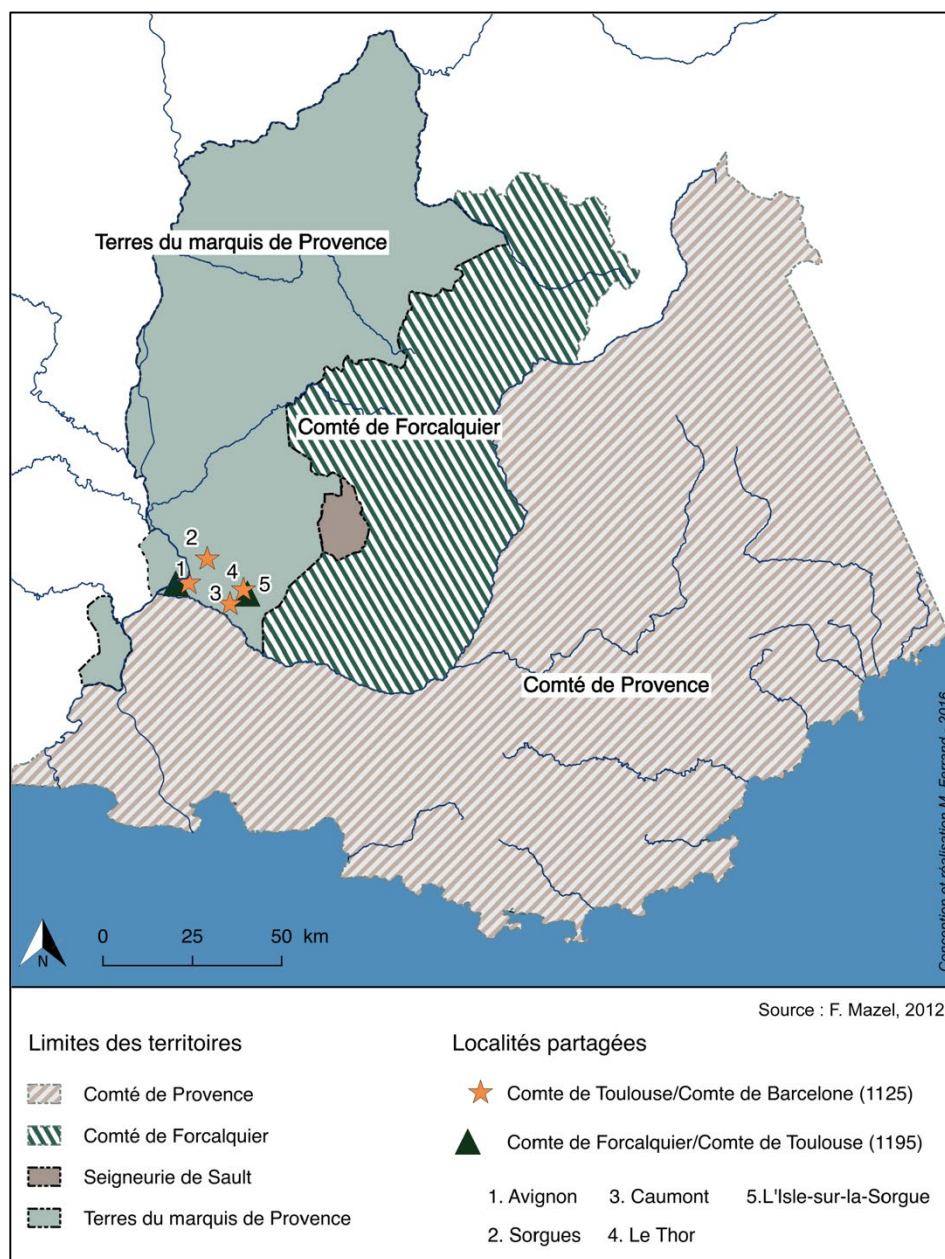 Terres du marquis de Provence
Comté de Forcalquier
2
1
4
5
3
Comté de Provence
Conception et réalisation M. Ferrand, 2016
0 25 50 km
N
Source : F. Mazel, 2012
Limites des territoires
Comté de Provence
Comté de Forcalquier
Seigneurie de Sault
Terres du marquis de Provence
Localités partagées
Comte de Toulouse/Comte de Barcelone (1125)
Comte de Forcalquier/Comte de Toulouse (1195)
1. Avignon 3. Caumont 5.L'Isle-sur-la-Sorgue
2. Sorgues 4. Le Thor